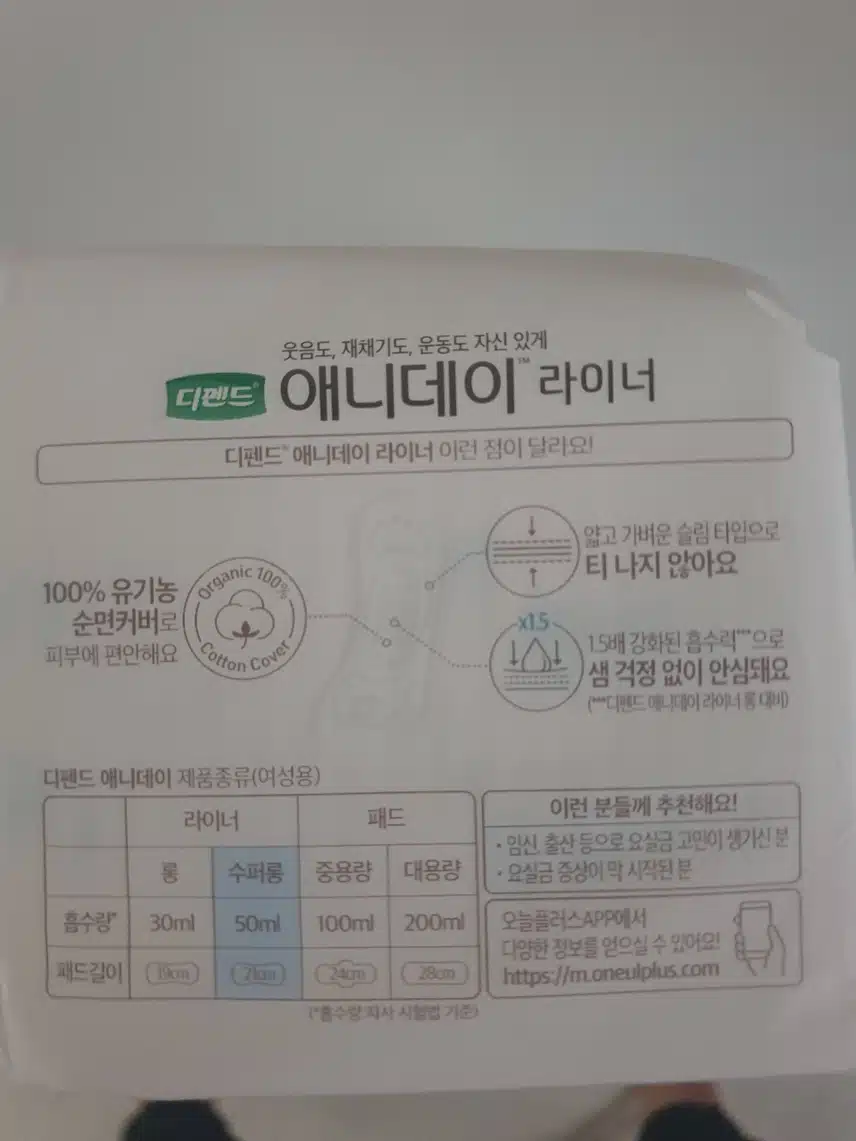 웃음도, 재채기도, 운동도 자신 있게
디펜드® 애니데이™ 라이너
디펜드™ 애니데이 라이너 이런 점이 달라요!
100% 유기농
순면커버로
피부에 편안해요
Organic 100%
Cotton Cover
얇고 가벼운 슬림 타입으로
티 나지 않아요
x1.5
1.5배 강화된 흡수력***으로
샘 걱정 없이 안심돼요
(***디펜드 애니데이 라이너 롱 대비)
디펜드 애니데이 제품종류(여성용)
라이너 패드
롱 수퍼롱 중용량 대용량
흡수량* 30ml 50ml 100ml 200ml
패드길이 19cm 21cm 24cm 28cm
(*흡수량 자사 시험법 기준)
이런 분들께 추천해요!
· 임신, 출산 등으로 요실금 고민이 생기신 분
· 요실금 증상이 막 시작된 분
오늘플러스APP에서
다양한 정보를 얻으실 수 있어요!
https://m.oneulplus.com